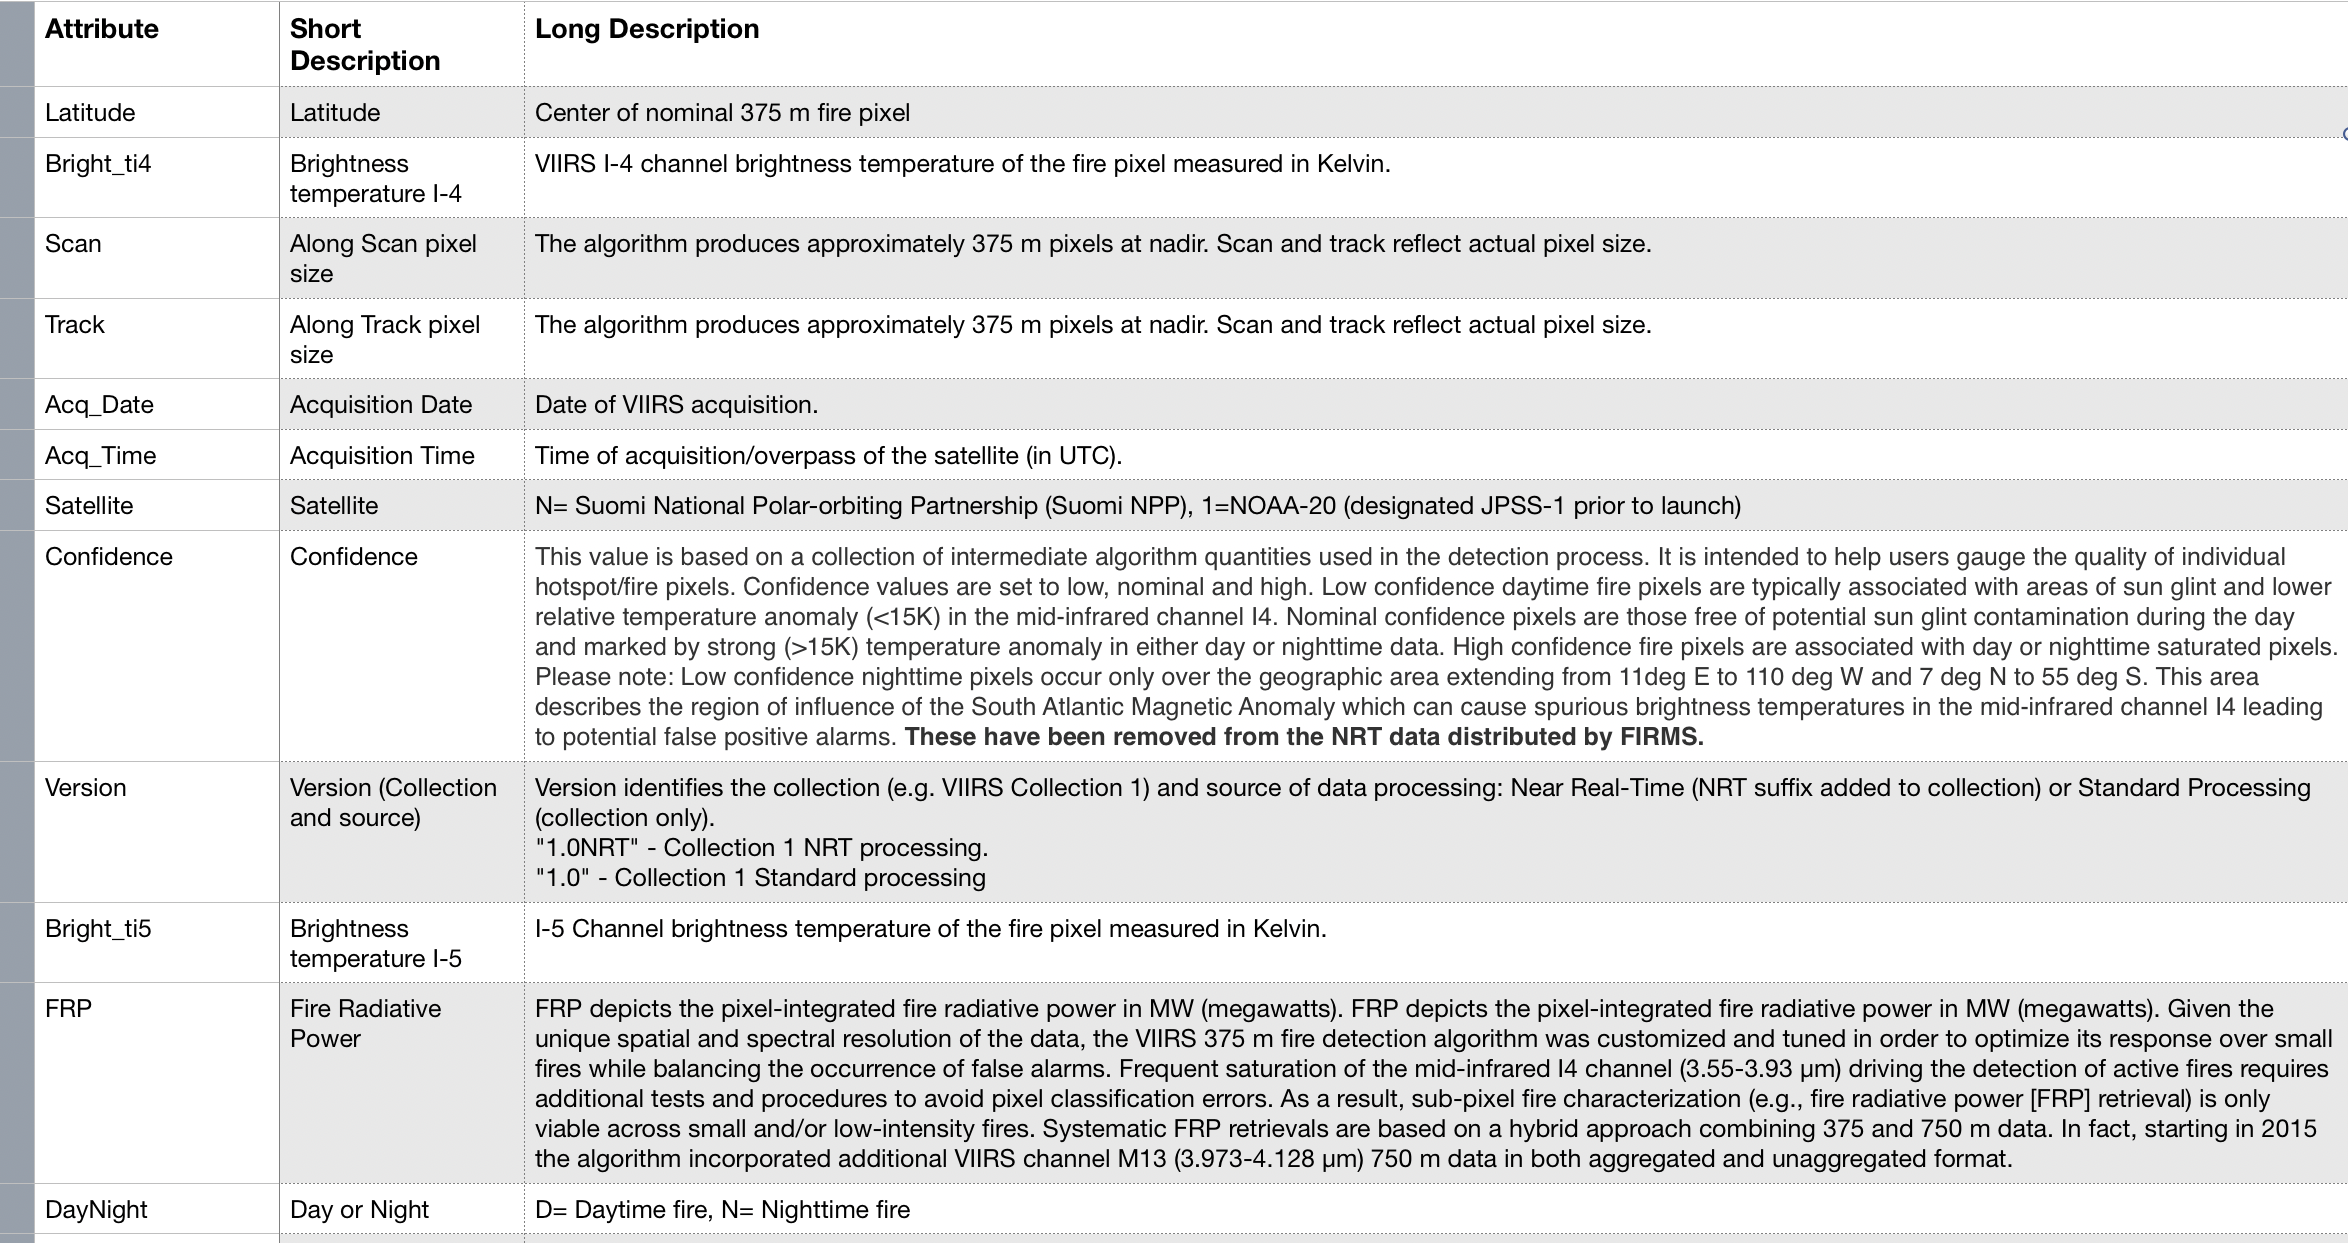 Attribute
Short
Description
Long Description
Latitude
Latitude
Center of nominal 375 m fire pixel
Bright_ti4
Brightness
temperature I-4
VIIRS I-4 channel brightness temperature of the fire pixel measured in Kelvin.
Scan
Along Scan pixel
size
The algorithm produces approximately 375 m pixels at nadir. Scan and track reflect actual pixel size.
Track
Along Track pixel
size
The algorithm produces approximately 375 m pixels at nadir. Scan and track reflect actual pixel size.
Acq_Date
Acquisition Date
Date of VIIRS acquisition.
Acq_Time
Acquisition Time
Time of acquisition/overpass of the satellite (in UTC).
Satellite
Satellite
N= Suomi National Polar-orbiting Partnership (Suomi NPP), 1=NOAA-20 (designated JPSS-1 prior to launch)
Confidence
Confidence
This value is based on a collection of intermediate algorithm quantities used in the detection process. It is intended to help users gauge the quality of individual
hotspot/fire pixels. Confidence values are set to low, nominal and high. Low confidence daytime fire pixels are typically associated with areas of sun glint and lower
relative temperature anomaly (<15K) in the mid-infrared channel I4. Nominal confidence pixels are those free of potential sun glint contamination during the day
and marked by strong (>15K) temperature anomaly in either day or nighttime data. High confidence fire pixels are associated with day or nighttime saturated pixels.
Please note: Low confidence nighttime pixels occur only over the geographic area extending from 11deg E to 110 deg W and 7 deg N to 55 deg S. This area
describes the region of influence of the South Atlantic Magnetic Anomaly which can cause spurious brightness temperatures in the mid-infrared channel I4 leading
to potential false positive alarms. These have been removed from the NRT data distributed by FIRMS.
Version
Version (Collection
and source)
Version identifies the collection (e.g. VIIRS Collection 1) and source of data processing: Near Real-Time (NRT suffix added to collection) or Standard Processing
(collection only).
"1.0NRT" - Collection 1 NRT processing.
"1.0" - Collection 1 Standard processing
Bright_ti5
Brightness
temperature I-5
I-5 Channel brightness temperature of the fire pixel measured in Kelvin.
FRP
Fire Radiative
Power
FRP depicts the pixel-integrated fire radiative power in MW (megawatts). FRP depicts the pixel-integrated fire radiative power in MW (megawatts). Given the
unique spatial and spectral resolution of the data, the VIIRS 375 m fire detection algorithm was customized and tuned in order to optimize its response over small
fires while balancing the occurrence of false alarms. Frequent saturation of the mid-infrared I4 channel (3.55-3.93 µm) driving the detection of active fires requires
additional tests and procedures to avoid pixel classification errors. As a result, sub-pixel fire characterization (e.g., fire radiative power [FRP] retrieval) is only
viable across small and/or low-intensity fires. Systematic FRP retrievals are based on a hybrid approach combining 375 and 750 m data. In fact, starting in 2015
the algorithm incorporated additional VIIRS channel M13 (3.973-4.128 µm) 750 m data in both aggregated and unaggregated format.
DayNight
Day or Night
D= Daytime fire, N= Nighttime fire